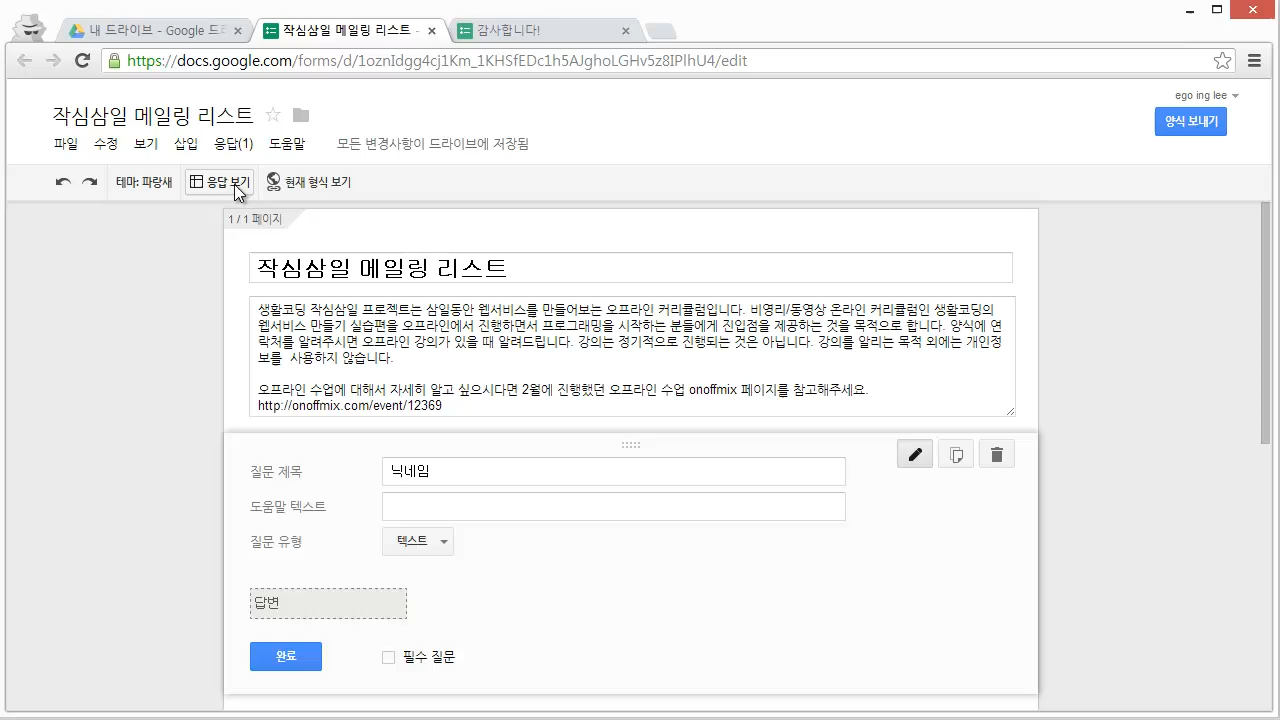 내 드라이브 - Google 드
작심삼일 메일링 리스트 -
감사합니다!
https://docs.google.com/forms/d/1oznIdgg4cj1Km_1KHSfEDc1h5AJghoLGHv5z8IPlhU4/edit
ego ing lee
작심삼일 메일링 리스트
양식 보내기
파일 수정 보기 삽입 응답(1) 도움말 모든 변경사항이 드라이브에 저장됨
테마: 파랑새 응답 보기 현재 형식 보기
1 / 1 페이지
작심삼일 메일링 리스트
생활코딩 작심삼일 프로젝트는 삼일동안 웹서비스를 만들어보는 오프라인 커리큘럼입니다. 비영리/동영상 온라인 커리큘럼인 생활코딩의
웹서비스 만들기 실습편을 오프라인에서 진행하면서 프로그래밍을 시작하는 분들에게 진입점을 제공하는 것을 목적으로 합니다. 양식에 연
락처를 알려주시면 오프라인 강의가 있을 때 알려드립니다. 강의는 정기적으로 진행되는 것은 아닙니다. 강의를 알리는 목적 외에는 개인정
보를 사용하지 않습니다.
오프라인 수업에 대해서 자세히 알고 싶으시다면 2월에 진행했던 오프라인 수업 onoffmix 페이지를 참고해주세요.
http://onoffmix.com/event/12369
질문 제목 닉네임
도움말 텍스트
질문 유형 텍스트
답변
완료 필수 질문